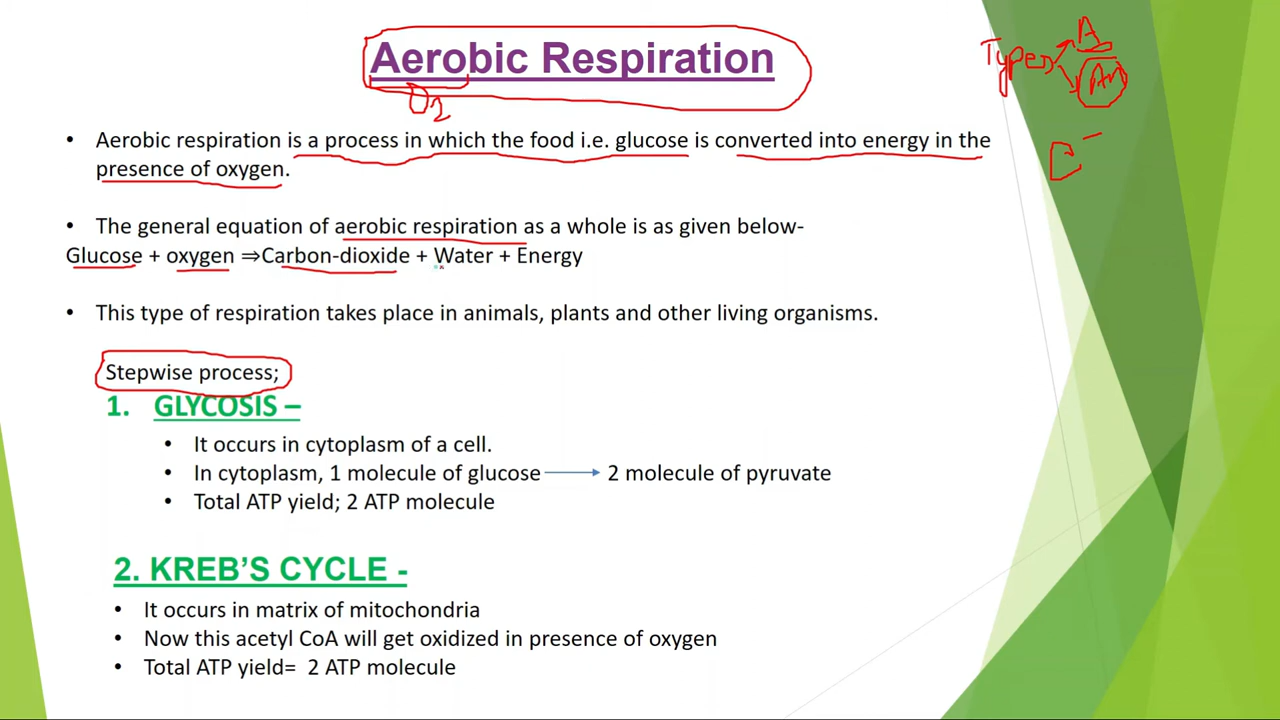 Aerobic Respiration
O2
Types A
An
• Aerobic respiration is a process in which the food i.e. glucose is converted into energy in the
presence of oxygen.
• The general equation of aerobic respiration as a whole is as given below-
Glucose + oxygen ⇒Carbon-dioxide + Water + Energy
• This type of respiration takes place in animals, plants and other living organisms.
Stepwise process;
1. GLYCOSIS –
• It occurs in cytoplasm of a cell.
• In cytoplasm, 1 molecule of glucose → 2 molecule of pyruvate
• Total ATP yield; 2 ATP molecule
2. KREB'S CYCLE -
• It occurs in matrix of mitochondria
• Now this acetyl CoA will get oxidized in presence of oxygen
• Total ATP yield= 2 ATP molecule